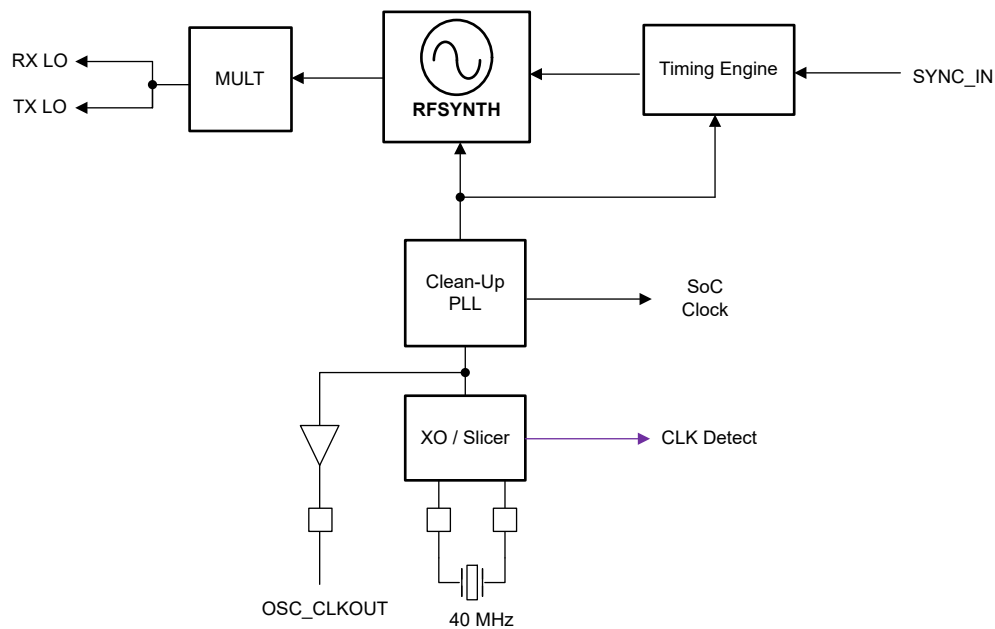 RX LO
TX LO
MULT
RFSYNTH
Timing Engine
SYNC_IN
Clean-Up
PLL
SoC
Clock
XO / Slicer
CLK Detect
OSC_CLKOUT
40 MHz